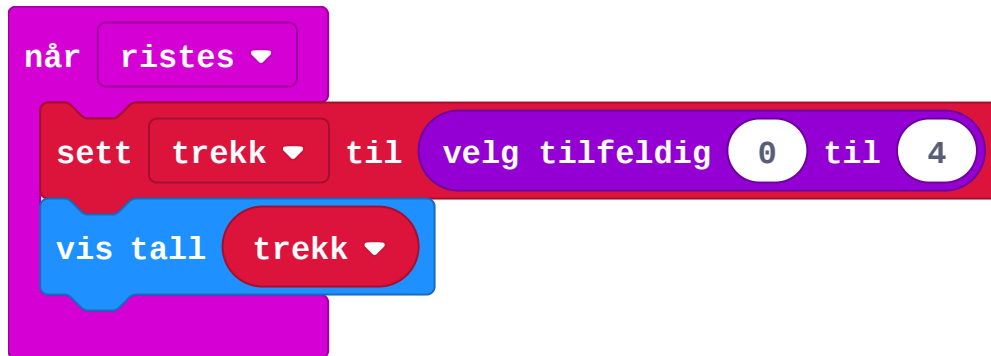 når ristes
sett trekk til velg tilfeldig 0 til 4
vis tall trekk